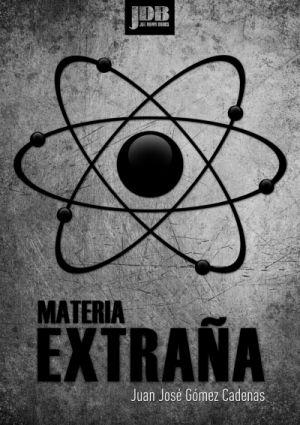 JDB
MATERIA
EXTRAÑA
Juan José Gómez Cadenas